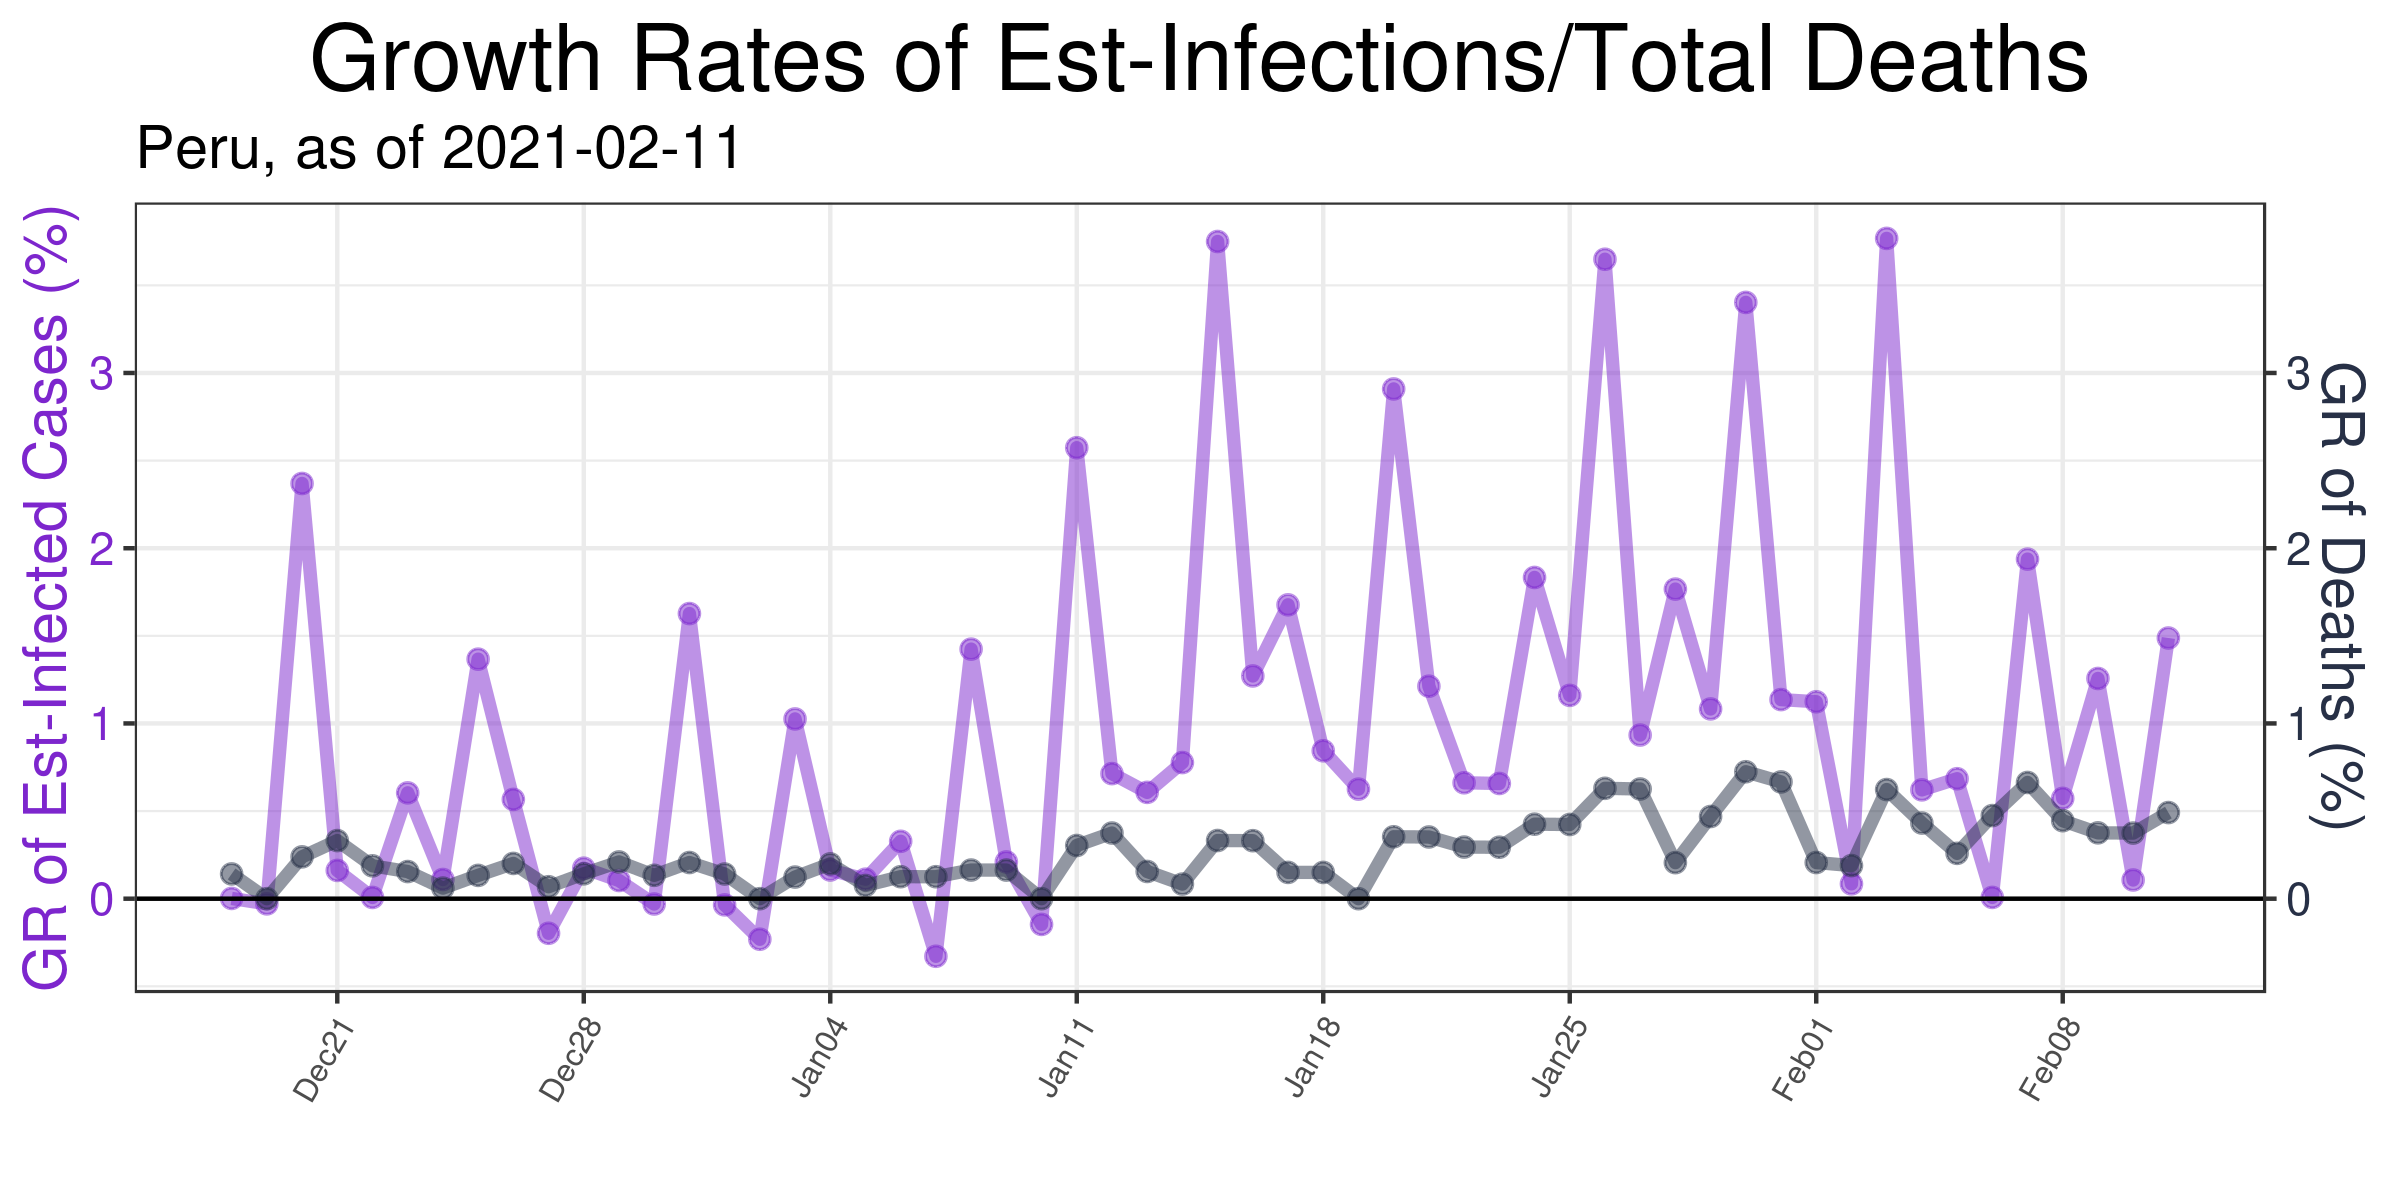 Growth Rates of Est-Infections/Total Deaths
Peru, as of 2021-02-11
GR of Est-Infected Cases (%)
3
2
1
0
3
2
1
0
GR of Deaths (%)
Dec21
Dec28
Jan04
Jan11
Jan18
Jan25
Feb01
Feb08